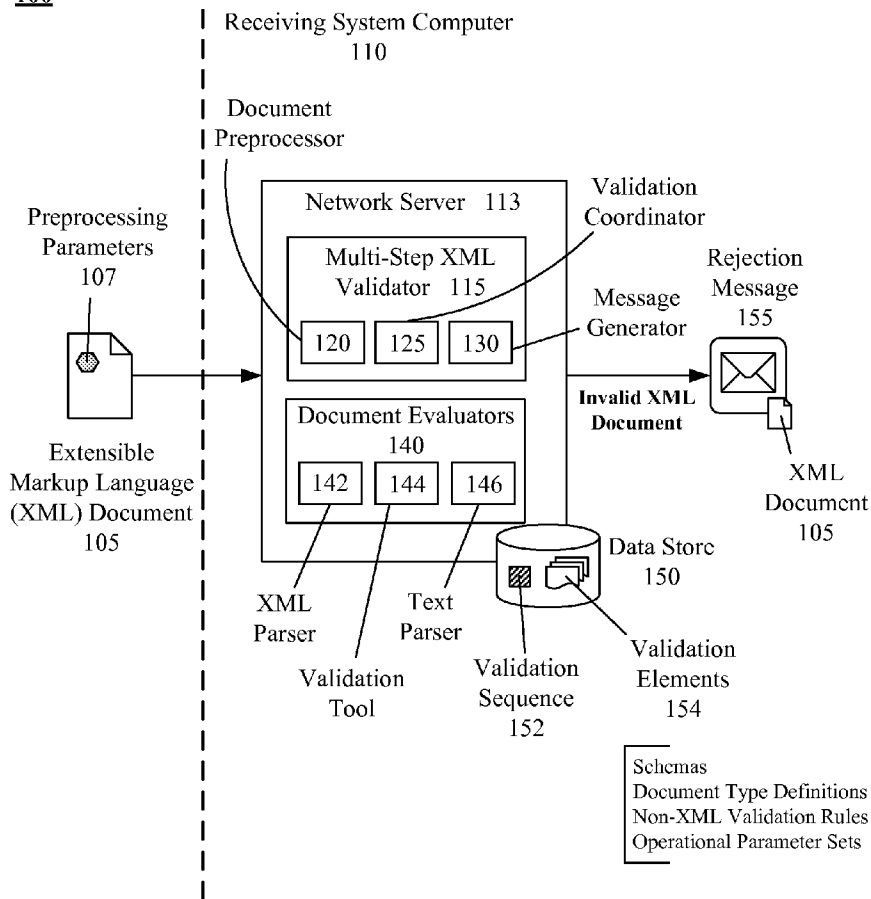 Receiving System Computer
110
Document
Preprocessor
Network Server 113
Validation
Coordinator
Preprocessing
Parameters
107
Multi-Step XML
Validator 115
120
125
130
Message
Generator
Rejection
Message
155
Invalid XML
Document
Extensible
Markup Language
(XML) Document
105
Document Evaluators
140
142
144
146
XML
Document
105
Data Store
150
XML
Parser
Text
Parser
Validation
Tool
Validation
Sequence
152
Validation
Elements
154
Schemas
Document Type Definitions
Non-XML Validation Rules
Operational Parameter Sets